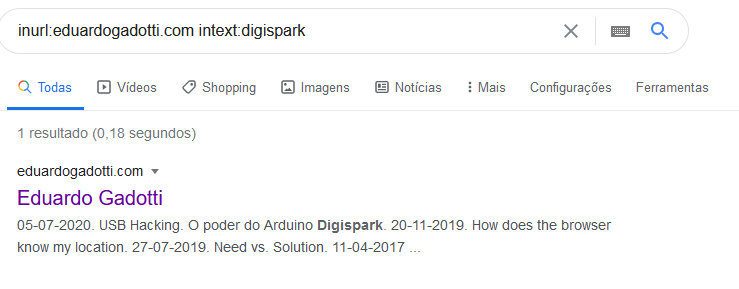 inurl:eduardogadotti.com intext:digispark
Todas Vídeos Shopping Imagens Notícias Mais Configurações Ferramentas
1 resultado (0,18 segundos)
eduardogadotti.com
Eduardo Gadotti
05-07-2020. USB Hacking. O poder do Arduino Digispark. 20-11-2019. How does the browser
know my location. 27-07-2019. Need vs. Solution. 11-04-2017 ...